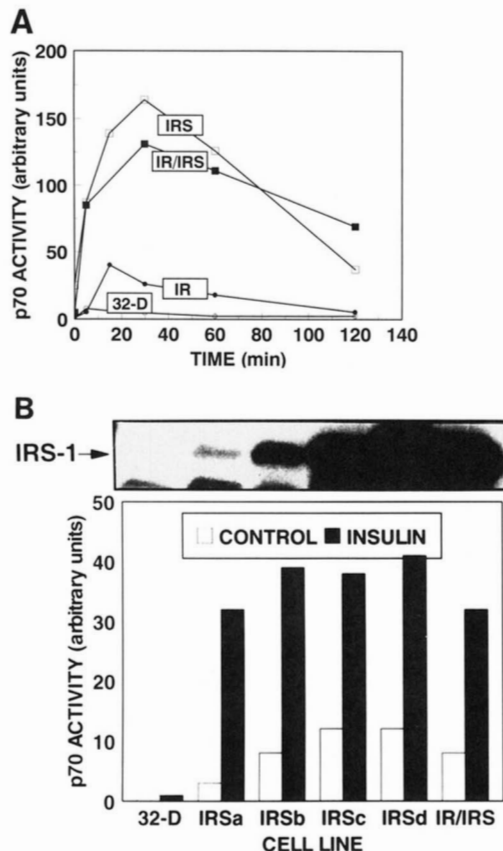 A
p70 ACTIVITY (arbitrary units)
200
150
100
50
0
IRS
IR/IRS
IR
32-D
0 20 40 60 80 100 120 140
TIME (min)
B
IRS-1
p70 ACTIVITY (arbitrary units)
50
40
30
20
10
0
CONTROL INSULIN
32-D IRSa IRSb IRSc IRSd IR/IRS
CELL LINE